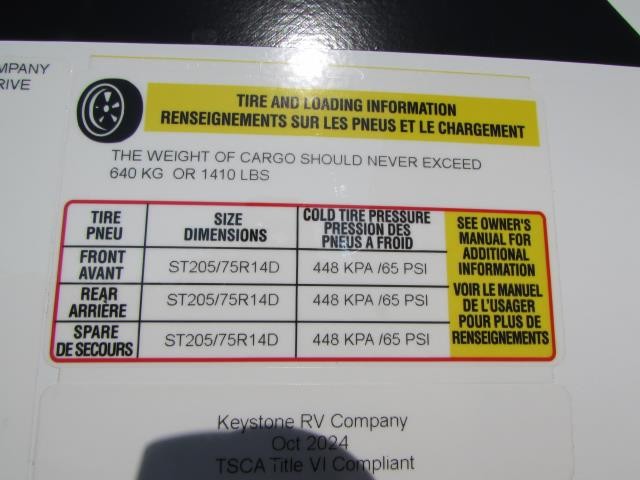 MPANY
RIVE
TIRE AND LOADING INFORMATION
RENSEIGNEMENTS SUR LES PNEUS ET LE CHARGEMENT
THE WEIGHT OF CARGO SHOULD NEVER EXCEED
640 KG OR 1410 LBS
TIRE
PNEU
SIZE
DIMENSIONS
COLD TIRE PRESSURE
PRESSION DES
PNEUS A FROID
SEE OWNER'S
MANUAL FOR
ADDITIONAL
INFORMATION
VOIR LE MANUEL
DE L'USAGER
POUR PLUS DE
RENSEIGNEMENTS
FRONT
AVANT
ST205/75R14D
448 KPA /65 PSI
REAR
ARRIÈRE
ST205/75R14D
448 KPA /65 PSI
SPARE
DE SECOURS
ST205/75R14D
448 KPA /65 PSI
Keystone RV Company
Oct 2024
TSCA Title VI Compliant